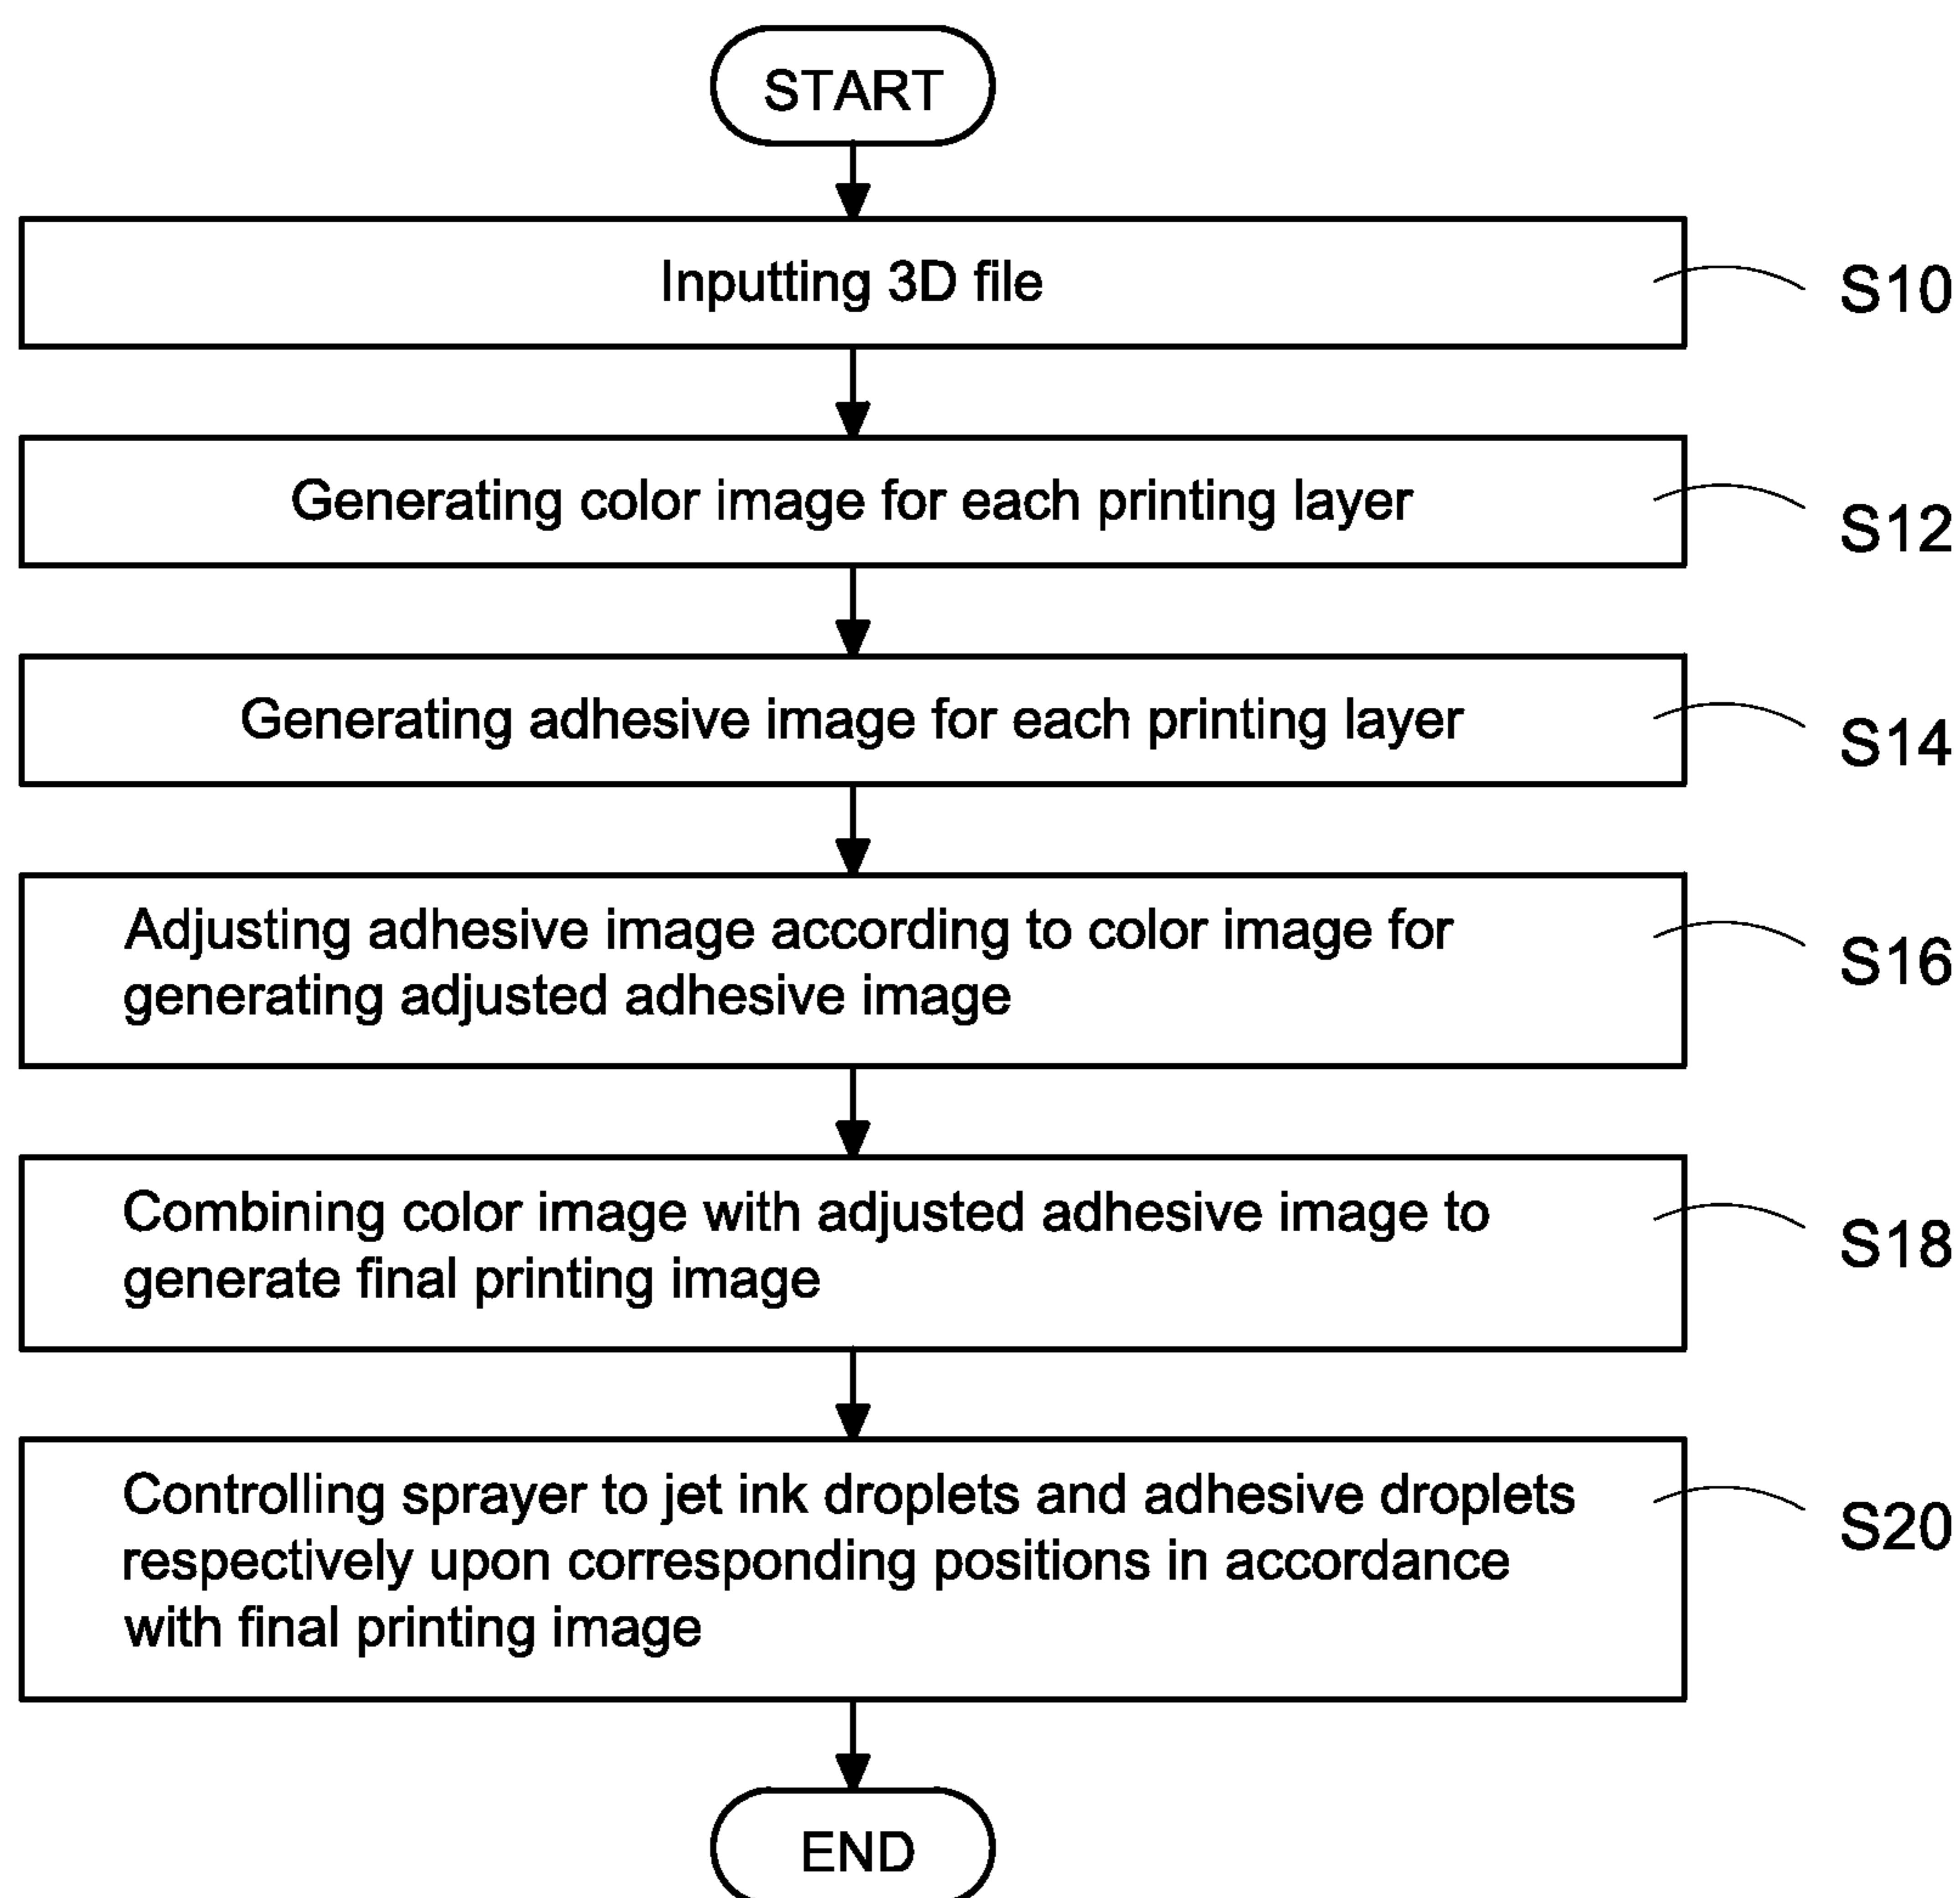 START
Inputting 3D file
S10
Generating color image for each printing layer
S12
Generating adhesive image for each printing layer
S14
Adjusting adhesive image according to color image for
generating adjusted adhesive image
S16
Combining color image with adjusted adhesive image to
generate final printing image
S18
Controlling sprayer to jet ink droplets and adhesive droplets
respectively upon corresponding positions in accordance
with final printing image
S20
END